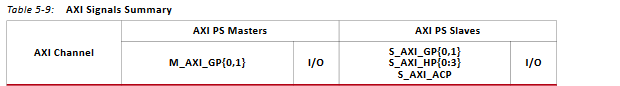 Table 5-9: AXI Signals Summary
AXI PS Masters AXI PS Slaves
AXI Channel M_AXI_GP{0,1} I/O S_AXI_GP{0,1} I/O
S_AXI_HP{0:3}
S_AXI_ACP